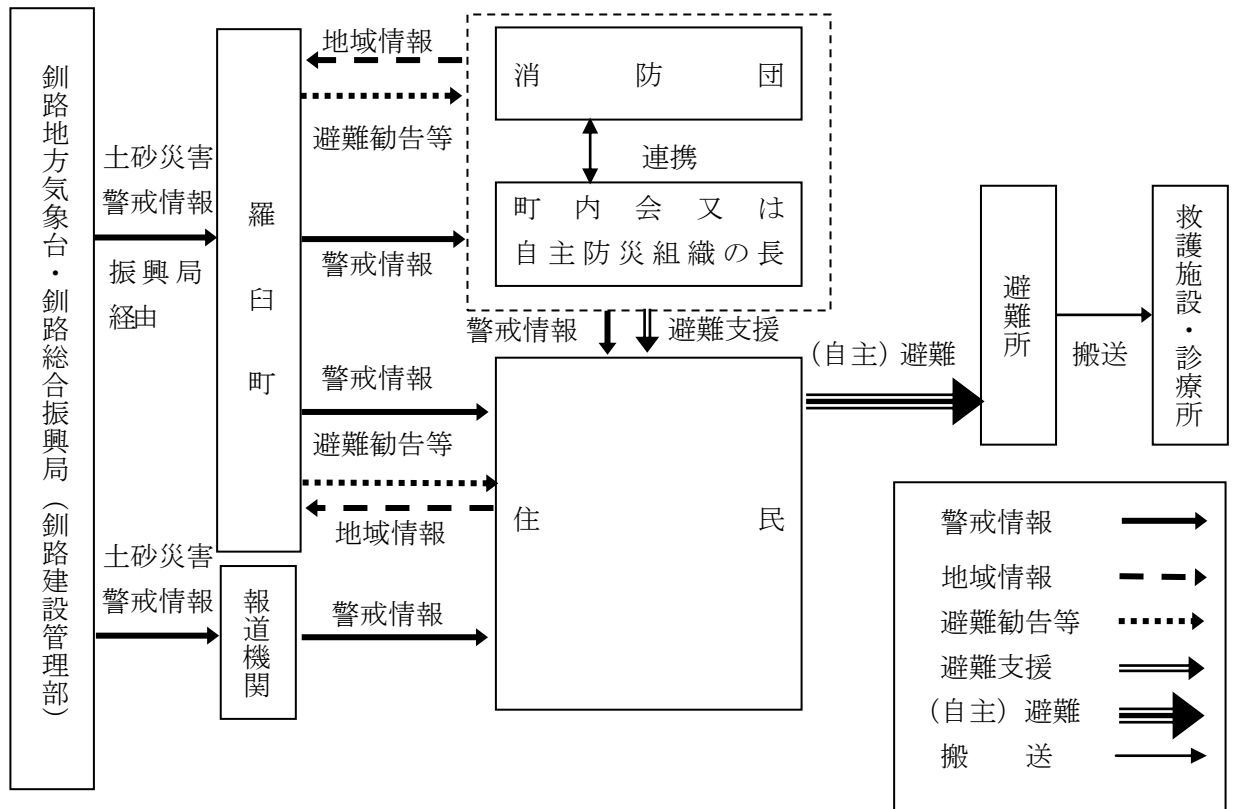 釧路地方気象台・釧路総合振興局（釧路建設管理部）
土砂災害
警戒情報
振興局
経由
土砂災害
警戒情報
羅臼町
報道機関
地域情報
避難勧告等
警戒情報
警戒情報
避難勧告等
地域情報
警戒情報
消防団
連携
町内会又は
自主防災組織の長
警戒情報
避難支援
住民
(自主) 避難
避難所
搬送
救護施設・診療所
警戒情報
地域情報
避難勧告等
避難支援
(自主) 避難
搬送